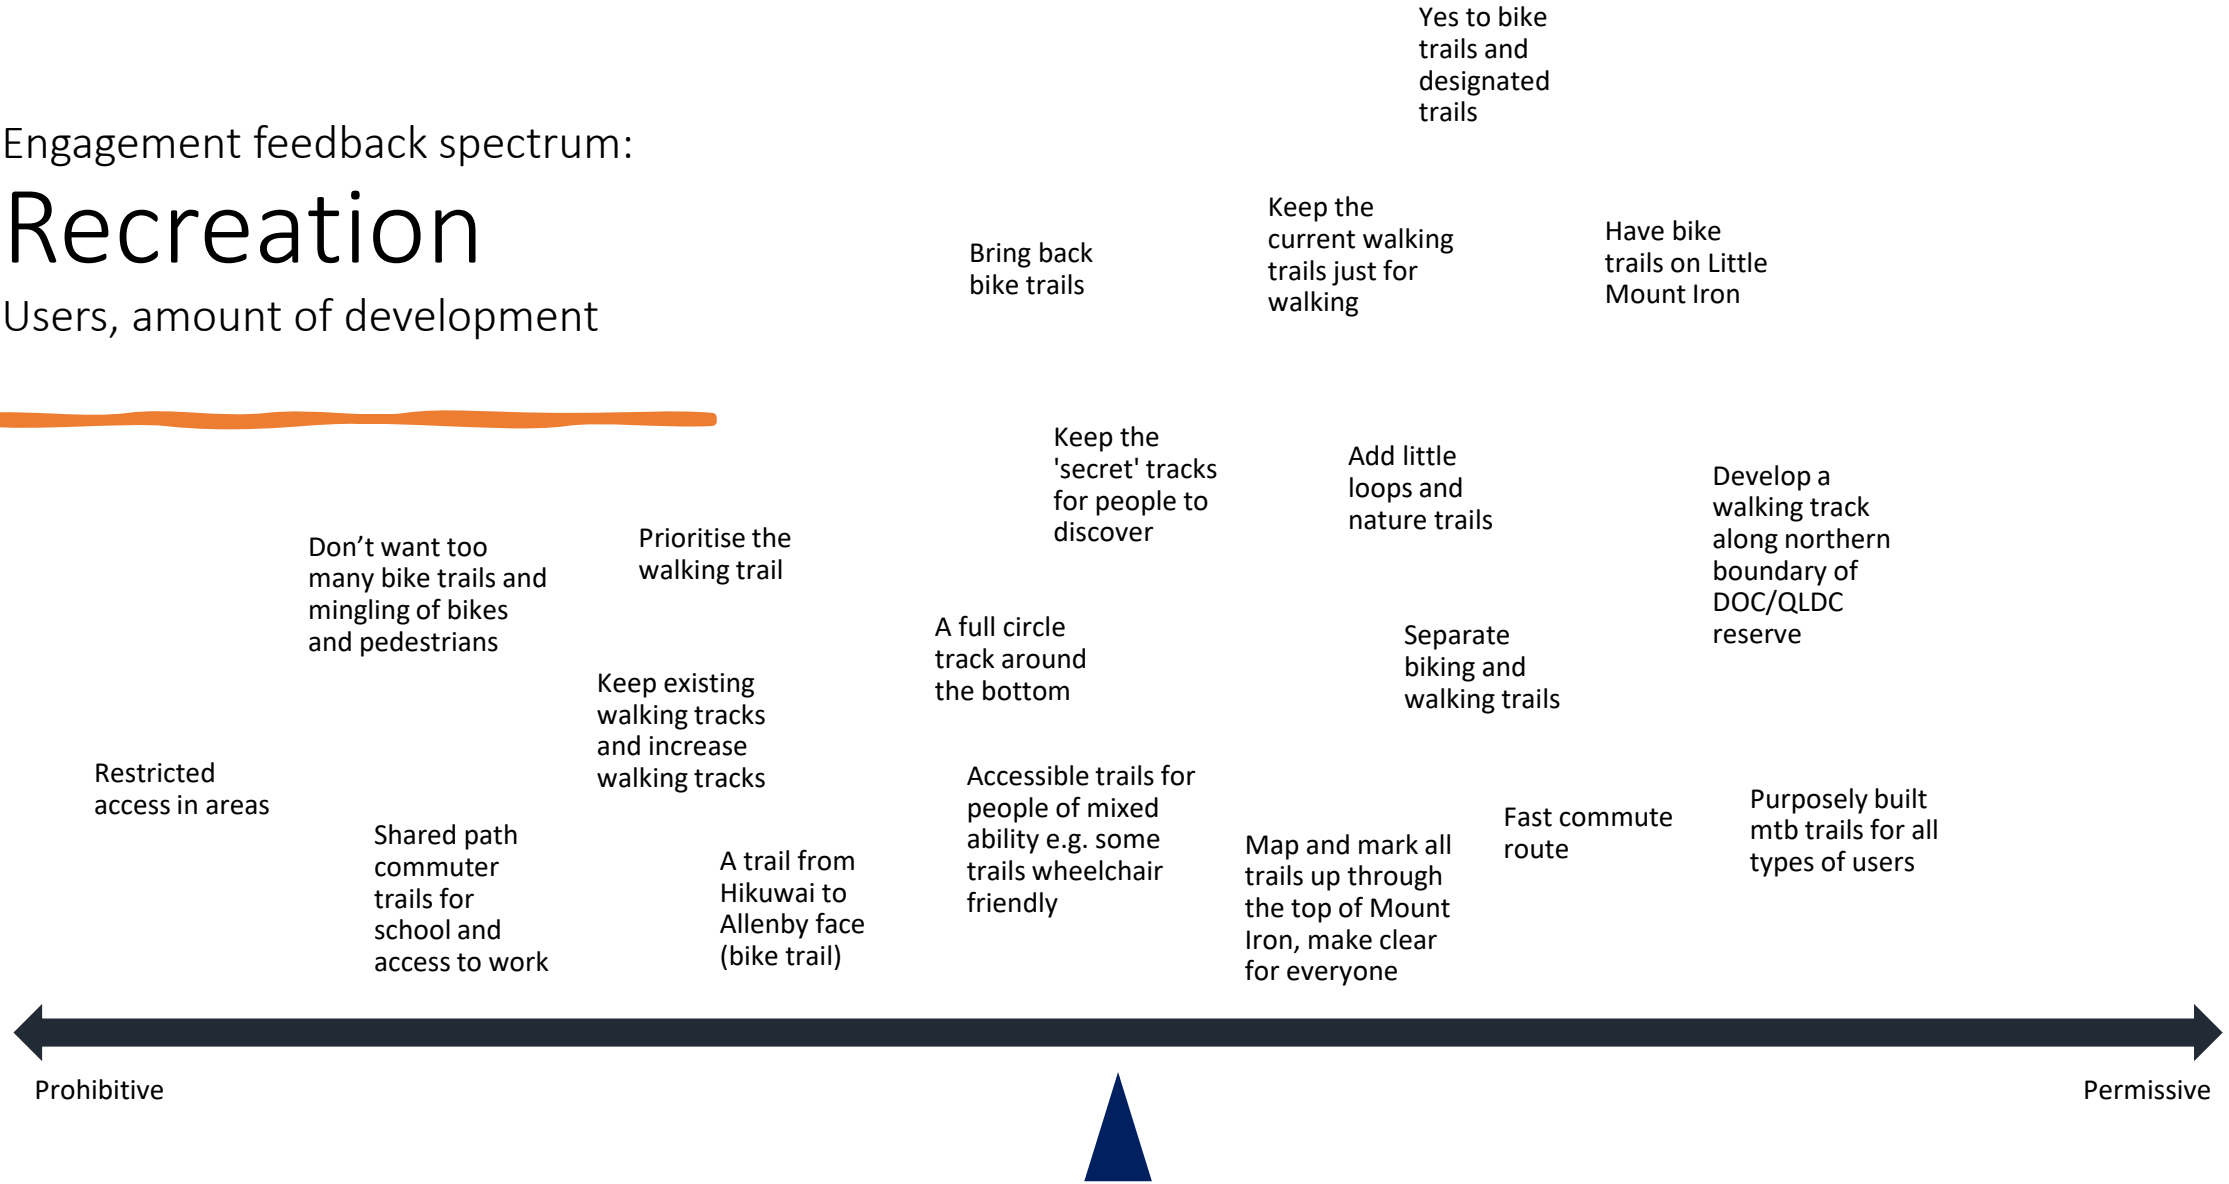 Yes to bike
trails and
designated
trails
Engagement feedback spectrum:
Recreation
Users, amount of development
Bring back
bike trails
Keep the
current walking
trails just for
walking
Have bike
trails on Little
Mount Iron
Keep the
'secret' tracks
for people to
discover
Add little
loops and
nature trails
Develop a
walking track
along northern
boundary of
DOC/QLDC
reserve
Don’t want too
many bike trails and
mingling of bikes
and pedestrians
Prioritise the
walking trail
A full circle
track around
the bottom
Separate
biking and
walking trails
Keep existing
walking tracks
and increase
walking tracks
Restricted
access in areas
Accessible trails for
people of mixed
ability e.g. some
trails wheelchair
friendly
Fast commute
route
Purposely built
mtb trails for all
types of users
Shared path
commuter
trails for
school and
access to work
A trail from
Hikuwai to
Allenby face
(bike trail)
Map and mark all
trails up through
the top of Mount
Iron, make clear
for everyone
Prohibitive
Permissive